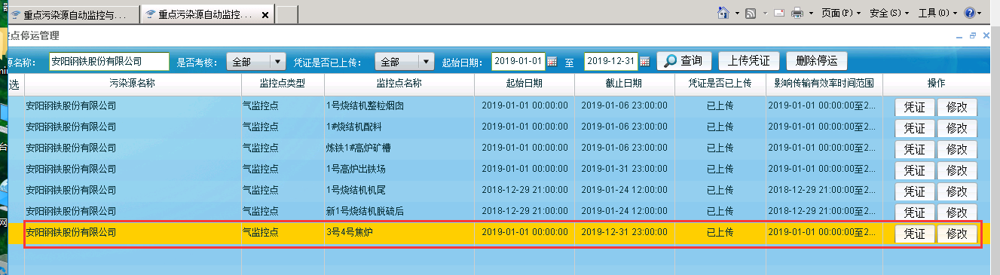 重点污染源自动监控与... 重点污染源自动监控... x
页面(P) 安全(S) 工具(O)
点停运管理
源名称: 安阳钢铁股份有限公司 是否考核: 全部 凭证是否已上传: 全部 起始日期: 2019-01-01 至 2019-12-31 查询 上传凭证 删除停运
选 污染源名称 监控点类型 监控点名称 起始日期 截止日期 凭证是否已上传 影响传输有效率时间范围 操作
安阳钢铁股份有限公司 气监控点 1号烧结机整粒烟囱 2019-01-01 00:00:00 2019-01-06 23:00:00 已上传 2019-01-01 00:00:00至2... 凭证 修改
安阳钢铁股份有限公司 气监控点 1#烧结机配料 2019-01-01 00:00:00 2019-01-06 23:00:00 已上传 2019-01-01 00:00:00至2... 凭证 修改
安阳钢铁股份有限公司 气监控点 炼铁1#高炉矿槽 2019-01-01 00:00:00 2019-01-06 23:00:00 已上传 2019-01-01 00:00:00至2... 凭证 修改
安阳钢铁股份有限公司 气监控点 1号高炉出铁场 2019-01-01 00:00:00 2019-01-31 23:00:00 已上传 2019-01-01 00:00:00至2... 凭证 修改
安阳钢铁股份有限公司 气监控点 1号烧结机机尾 2018-12-29 21:00:00 2019-01-24 12:00:00 已上传 2018-12-29 21:00:00至2... 凭证 修改
安阳钢铁股份有限公司 气监控点 新1号烧结机脱硫后 2018-12-29 21:00:00 2019-01-24 12:00:00 已上传 2018-12-29 21:00:00至2... 凭证 修改
安阳钢铁股份有限公司 气监控点 3号4号焦炉 2019-01-01 00:00:00 2019-12-31 23:00:00 已上传 2019-01-01 00:00:00至2... 凭证 修改